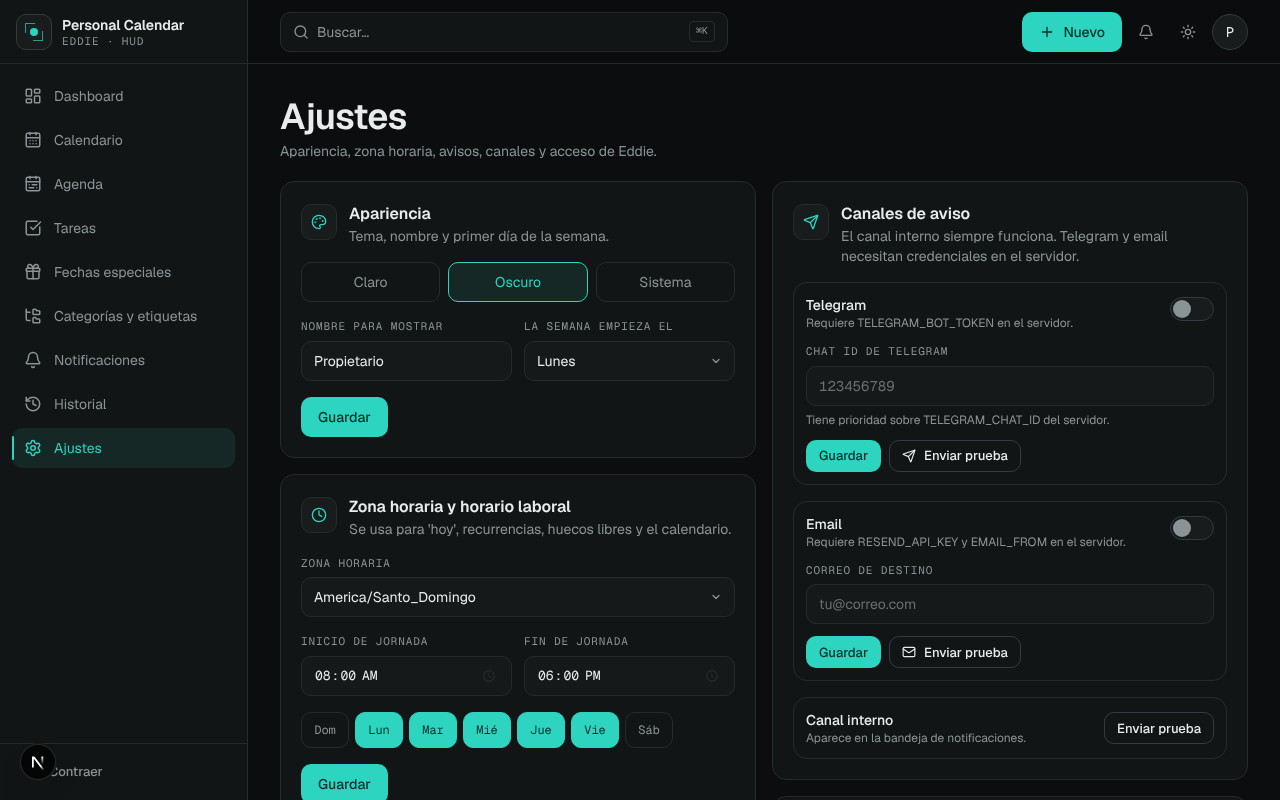 Personal Calendar
EDDIE · HUD
Dashboard
Calendario
Agenda
Tareas
Fechas especiales
Categorías y etiquetas
Notificaciones
Historial
Ajustes
N
Contraer
Buscar...
⌘K
+ Nuevo
P
Ajustes
Apariencia, zona horaria, avisos, canales y acceso de Eddie.
Apariencia
Tema, nombre y primer día de la semana.
Claro
Oscuro
Sistema
NOMBRE PARA MOSTRAR
LA SEMANA EMPIEZA EL
Propietario
Lunes
Guardar
Zona horaria y horario laboral
Se usa para 'hoy', recurrencias, huecos libres y el calendario.
ZONA HORARIA
America/Santo_Domingo
INICIO DE JORNADA
FIN DE JORNADA
08:00 AM
06:00 PM
Dom
Lun
Mar
Mié
Jue
Vie
Sáb
Guardar
Canales de aviso
El canal interno siempre funciona. Telegram y email
necesitan credenciales en el servidor.
Telegram
Requiere TELEGRAM_BOT_TOKEN en el servidor.
CHAT ID DE TELEGRAM
123456789
Tiene prioridad sobre TELEGRAM_CHAT_ID del servidor.
Guardar
Enviar prueba
Email
Requiere RESEND_API_KEY y EMAIL_FROM en el servidor.
CORREO DE DESTINO
tu@correo.com
Guardar
Enviar prueba
Canal interno
Aparece en la bandeja de notificaciones.
Enviar prueba